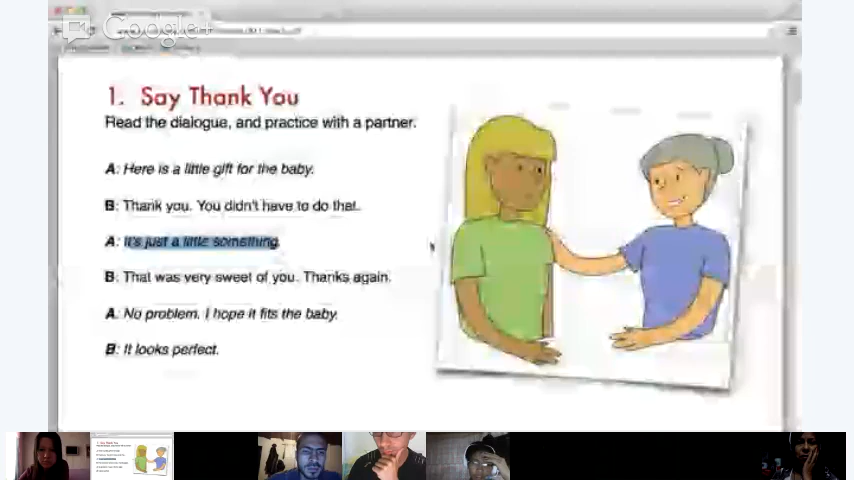 Google+
1. Say Thank You
Read the dialogue, and practice with a partner.
A: Here is a little gift for the baby.
B: Thank you. You didn't have to do that.
A: It's just a little something.
B: That was very sweet of you. Thanks again.
A: No problem. I hope it fits the baby.
B: It looks perfect.